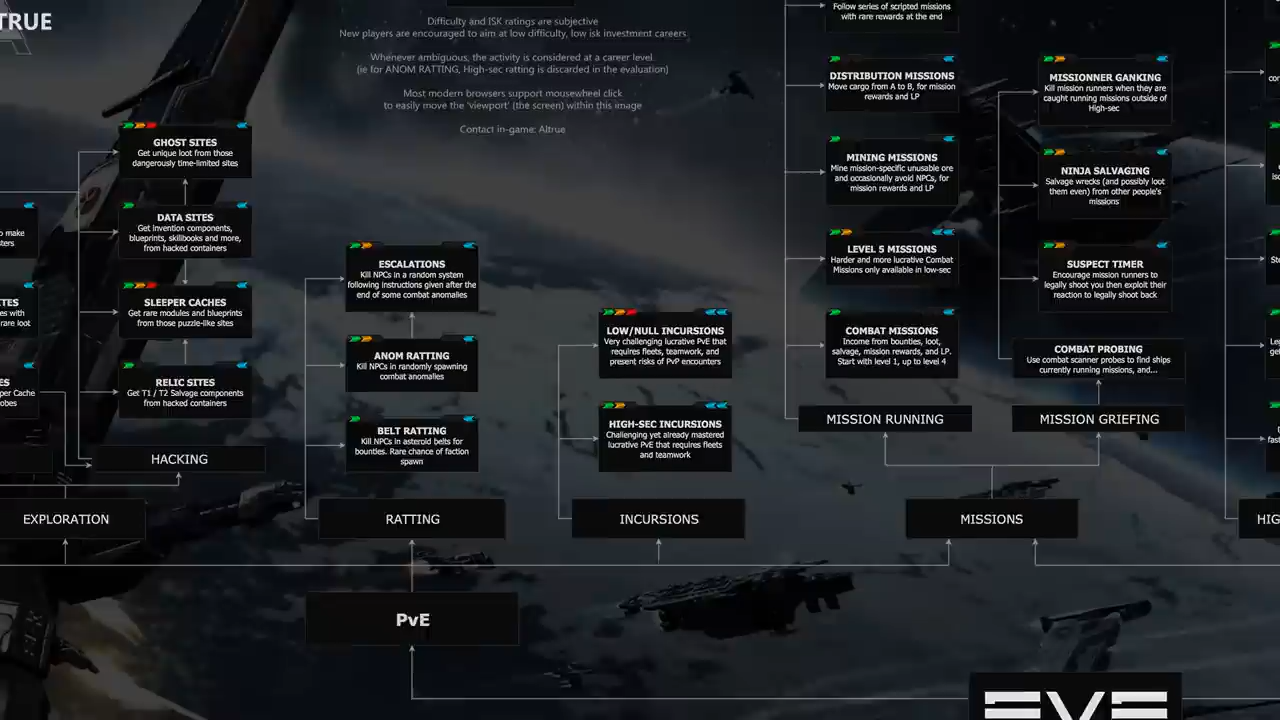 TRUE
Difficulty and ISK ratings are subjective
New players are encouraged to aim at low difficulty, low isk investment careers
Whenever ambiguous, the activity is considered at a career level.
(ie for ANOM RATTING, High-sec ratting is discarded in the evaluation)
Most modern browsers support mousewheel click
to easily move the 'viewport' (the screen) within this image
Contact in-game: Altrue
GHOST SITES
Get unique loot from those
dangerously time-limited sites
DATA SITES
Get invention components,
blueprints, skillbooks and more,
from hacked containers
SLEEPER CACHES
Get rare modules and blueprints
from those puzzle-like sites
RELIC SITES
Get T1 / T2 Salvage components
from hacked containers
HACKING
EXPLORATION
ESCALATIONS
Kill NPCs in a random system
following instructions given after the
end of some combat anomalies
ANOM RATTING
Kill NPCs in randomly spawning
combat anomalies
BELT RATTING
Kill NPCs in asteroid belts for
bounties. Rare chance of faction
spawn
RATTING
LOW/NULL INCURSIONS
Very challenging lucrative PvE that
requires fleets, teamwork, and
present risks of PvP encounters
HIGH-SEC INCURSIONS
Challenging yet already mastered
lucrative PvE that requires fleets
and teamwork
INCURSIONS
Follow series of scripted missions
with rare rewards at the end
DISTRIBUTION MISSIONS
Move cargo from A to B, for mission
rewards and LP
MINING MISSIONS
Mine mission-specific unusable ore
and occasionally avoid NPCs, for
mission rewards and LP
LEVEL 5 MISSIONS
Harder and more lucrative Combat
Missions only available in low-sec
COMBAT MISSIONS
Income from bounties, loot,
salvage, mission rewards, and LP.
Start with level 1, up to level 4
MISSION RUNNING
MISSIONNER GANKING
Kill mission runners when they are
caught running missions outside of
High-sec
NINJA SALVAGING
Salvage wrecks (and possibly loot
them even) from other people's
missions
SUSPECT TIMER
Encourage mission runners to
legally shoot you then exploit their
reaction to legally shoot back
COMBAT PROBING
Use combat scanner probes to find ships
currently running missions, and...
MISSION GRIEFING
MISSIONS
HIG
PvE
EVE